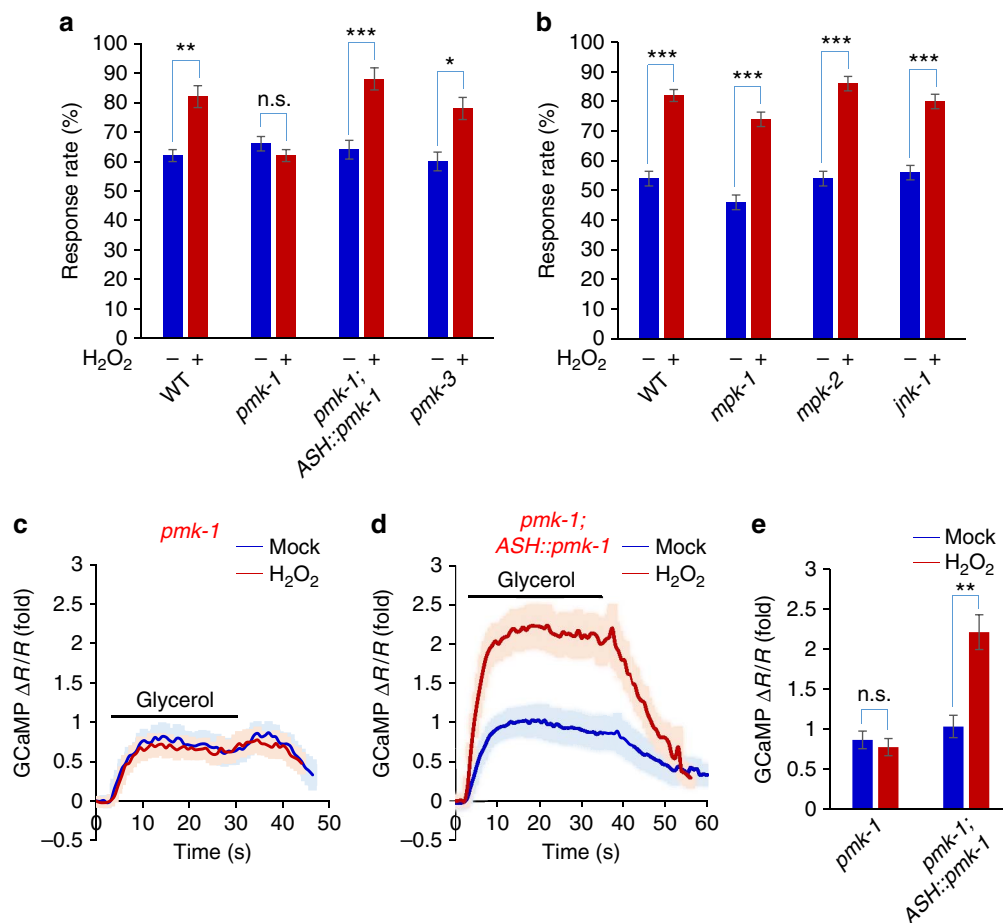 a
100
90
80
70
60
50
40
30
20
10
0
Response rate (%)
** n.s. *** *
H₂O₂ – + – + – + – +
WT
pmk-1
pmk-1;
ASH::pmk-1
pmk-3
b
100
90
80
70
60
50
40
30
20
10
0
Response rate (%)
*** *** *** ***
H₂O₂ – + – + – + – +
WT
mpk-1
mpk-2
jnk-1
c
pmk-1
Mock
H₂O₂
Glycerol
3
2.5
2
1.5
1
0.5
0
–0.5
GCaMP ΔR/R (fold)
0 10 20 30 40 50
Time (s)
d
pmk-1;
ASH::pmk-1
Mock
H₂O₂
Glycerol
3
2.5
2
1.5
1
0.5
0
–0.5
GCaMP ΔR/R (fold)
0 10 20 30 40 50 60
Time (s)
e
Mock
H₂O₂
3
2.5
2
1.5
1
0.5
0
GCaMP ΔR/R (fold)
n.s. **
pmk-1
pmk-1;
ASH::pmk-1